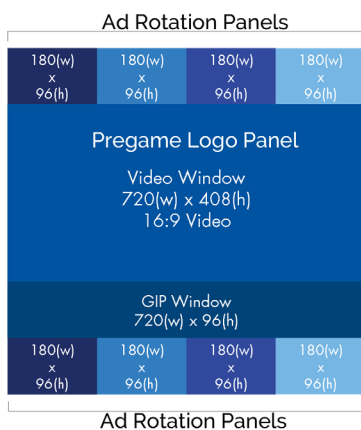 Ad Rotation Panels
180(w) 180(w) 180(w) 180(w)
x x x x
96(h) 96(h) 96(h) 96(h)
Pregame Logo Panel
Video Window
720(w) x 408(h)
16:9 Video
GIP Window
720(w) x 96(h)
180(w) 180(w) 180(w) 180(w)
x x x x
96(h) 96(h) 96(h) 96(h)
Ad Rotation Panels